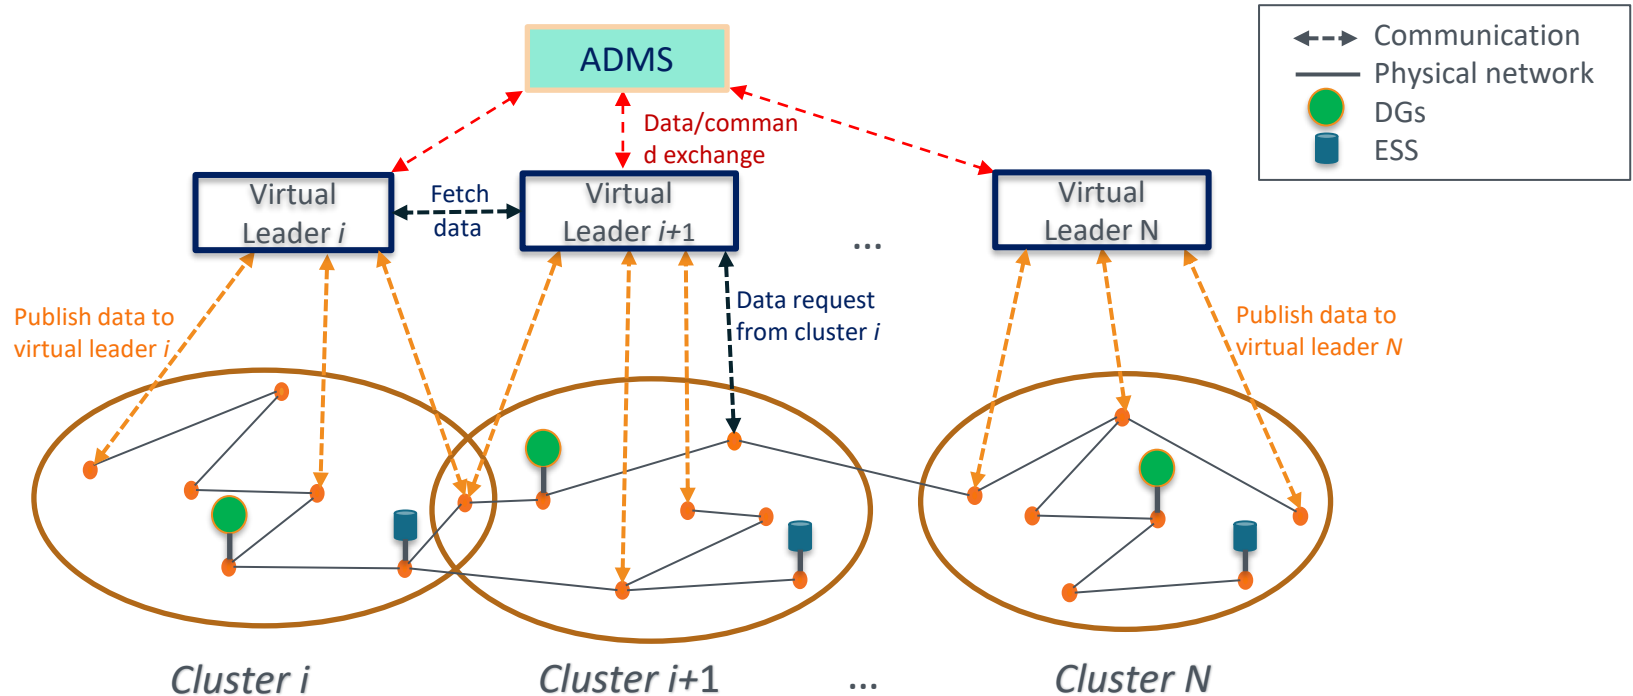 ADMS
Communication
Physical network
DGs
ESS
Data/comman
d exchange
Virtual
Leader i
Fetch
data
Virtual
Leader i+1
...
Virtual
Leader N
Publish data to
virtual leader i
Data request
from cluster i
Publish data to
virtual leader N
Cluster i
Cluster i+1
...
Cluster N